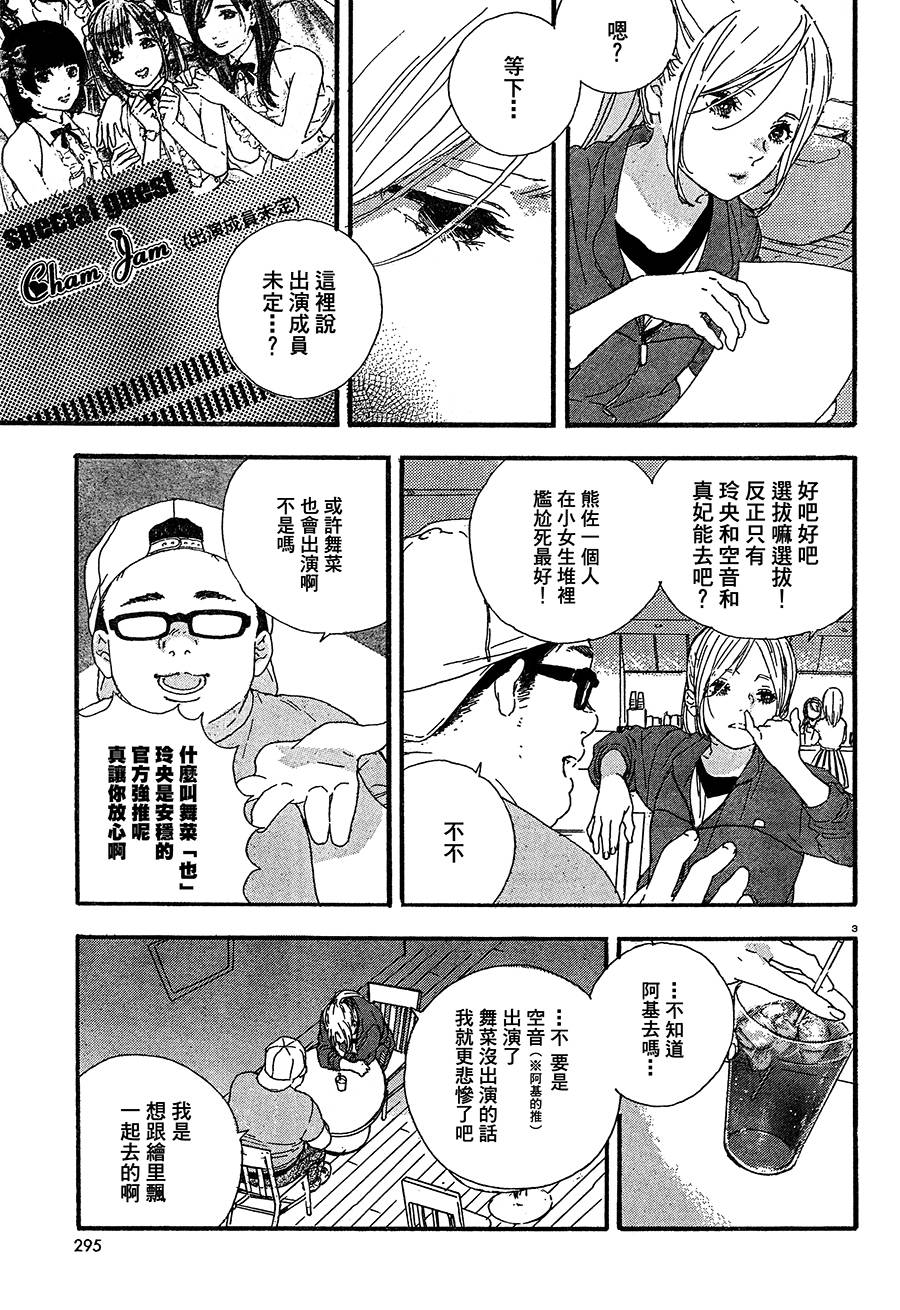 嗯?
等下…
special guest
Cham Jam (出演成員未定)
這裡說
出演成員
未定…?
好吧好吧
選拔嘛選拔!
反正只有
玲央和空音和
真妃能去吧?
熊佐一個人
在小女生堆裡
尷尬死最好!
不不
或許舞菜
也會出演啊
不是嗎
什麼叫舞菜「也」
玲央是安穩的
官方強推呢
真讓你放心啊
3
…不知道
阿基去嗎…
…不 要是
空音(※阿基的推)
出演了
舞菜沒出演的話
我就更悲慘了吧
我是
想跟繪里飄
一起去的啊
295